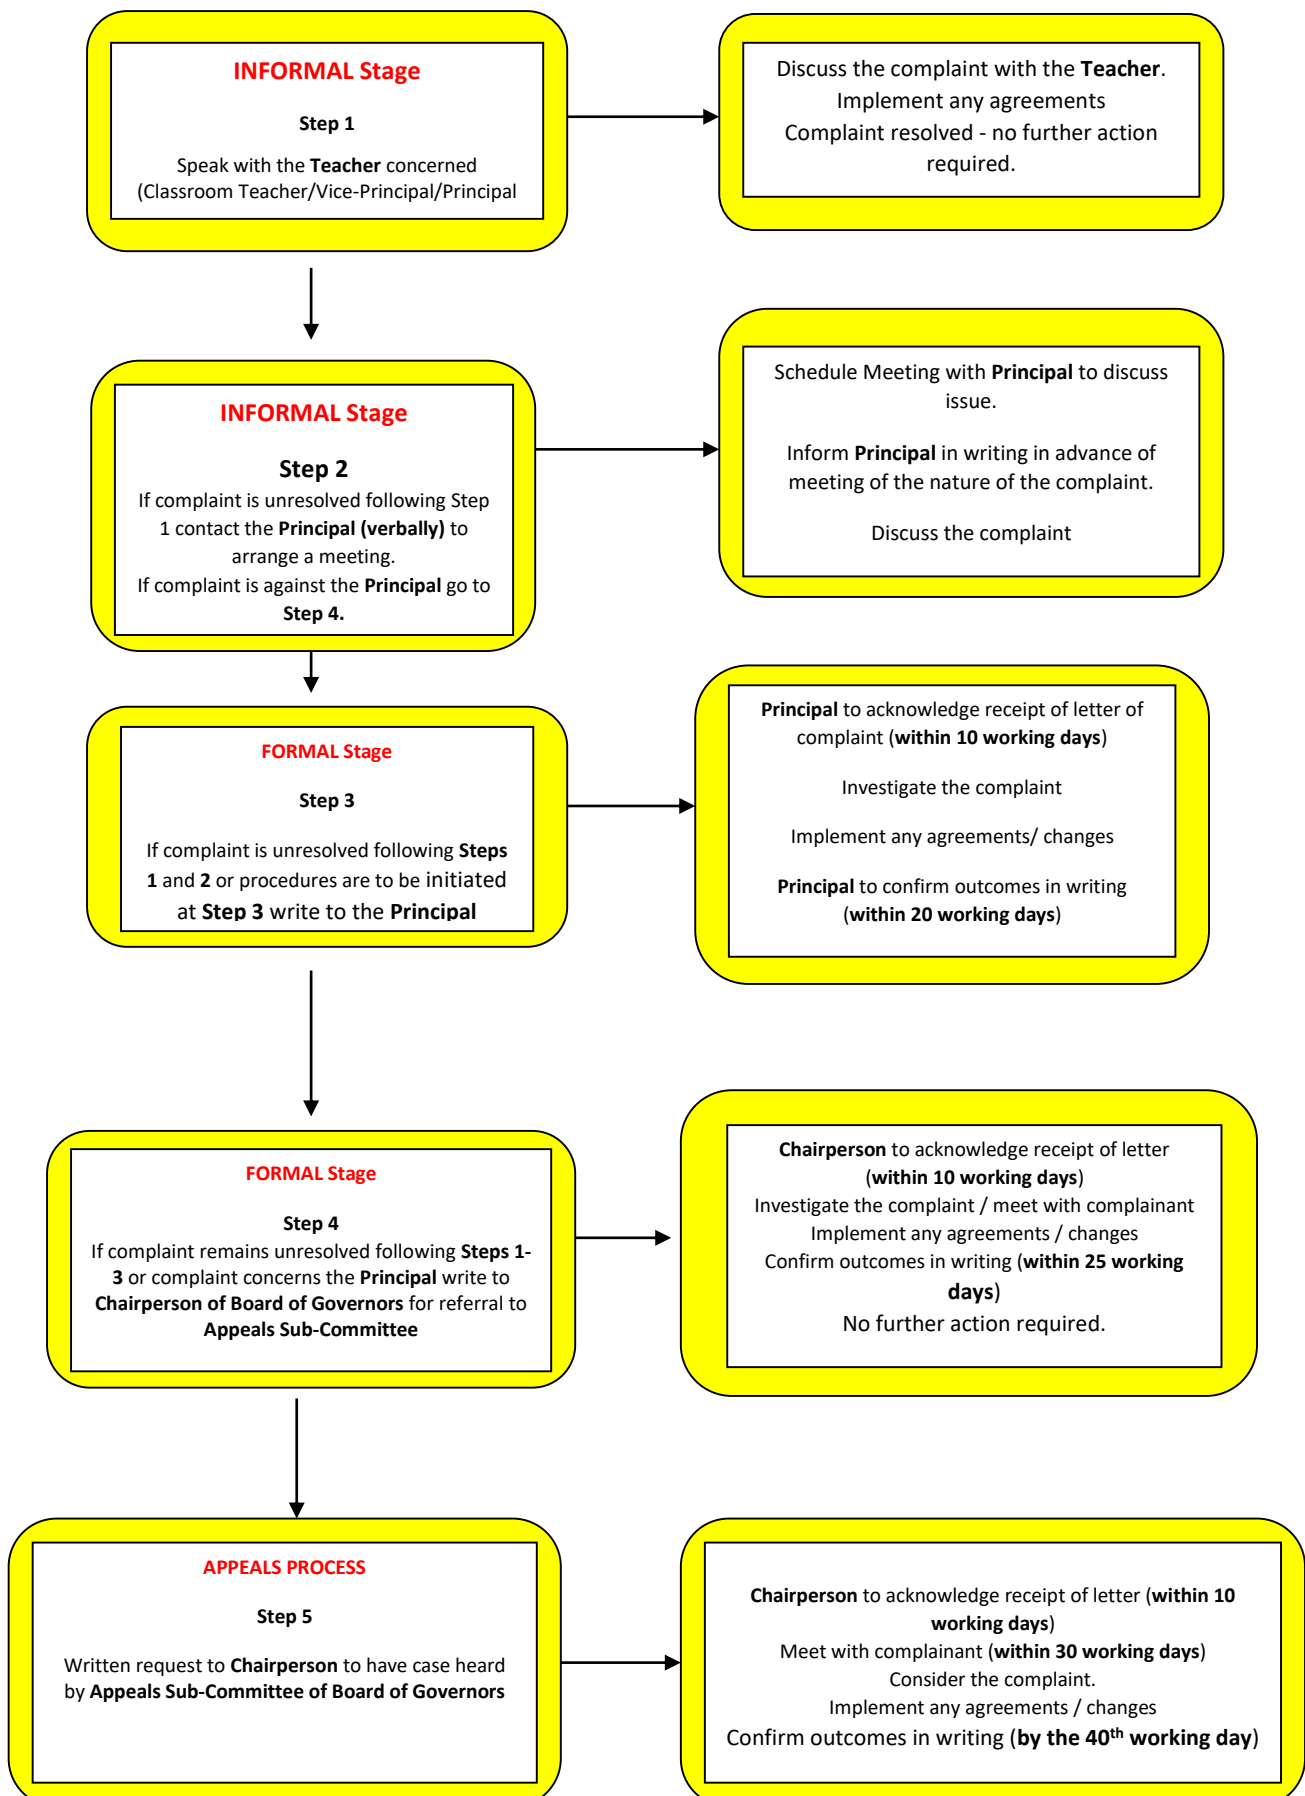 INFORMAL Stage
Step 1
Speak with the Teacher concerned
(Classroom Teacher/Vice-Principal/Principal
Discuss the complaint with the Teacher.
Implement any agreements
Complaint resolved - no further action
required.
INFORMAL Stage
Step 2
If complaint is unresolved following Step
1 contact the Principal (verbally) to
arrange a meeting.
If complaint is against the Principal go to
Step 4.
Schedule Meeting with Principal to discuss
issue.
Inform Principal in writing in advance of
meeting of the nature of the complaint.
Discuss the complaint
FORMAL Stage
Step 3
If complaint is unresolved following Steps
1 and 2 or procedures are to be initiated
at Step 3 write to the Principal
Principal to acknowledge receipt of letter of
complaint (within 10 working days)
Investigate the complaint
Implement any agreements/ changes
Principal to confirm outcomes in writing
(within 20 working days)
FORMAL Stage
Step 4
If complaint remains unresolved following Steps 1-
3 or complaint concerns the Principal write to
Chairperson of Board of Governors for referral to
Appeals Sub-Committee
Chairperson to acknowledge receipt of letter
(within 10 working days)
Investigate the complaint / meet with complainant
Implement any agreements / changes
Confirm outcomes in writing (within 25 working
days)
No further action required.
APPEALS PROCESS
Step 5
Written request to Chairperson to have case heard
by Appeals Sub-Committee of Board of Governors
Chairperson to acknowledge receipt of letter (within 10
working days)
Meet with complainant (within 30 working days)
Consider the complaint.
Implement any agreements / changes
Confirm outcomes in writing (by the 40th working day)